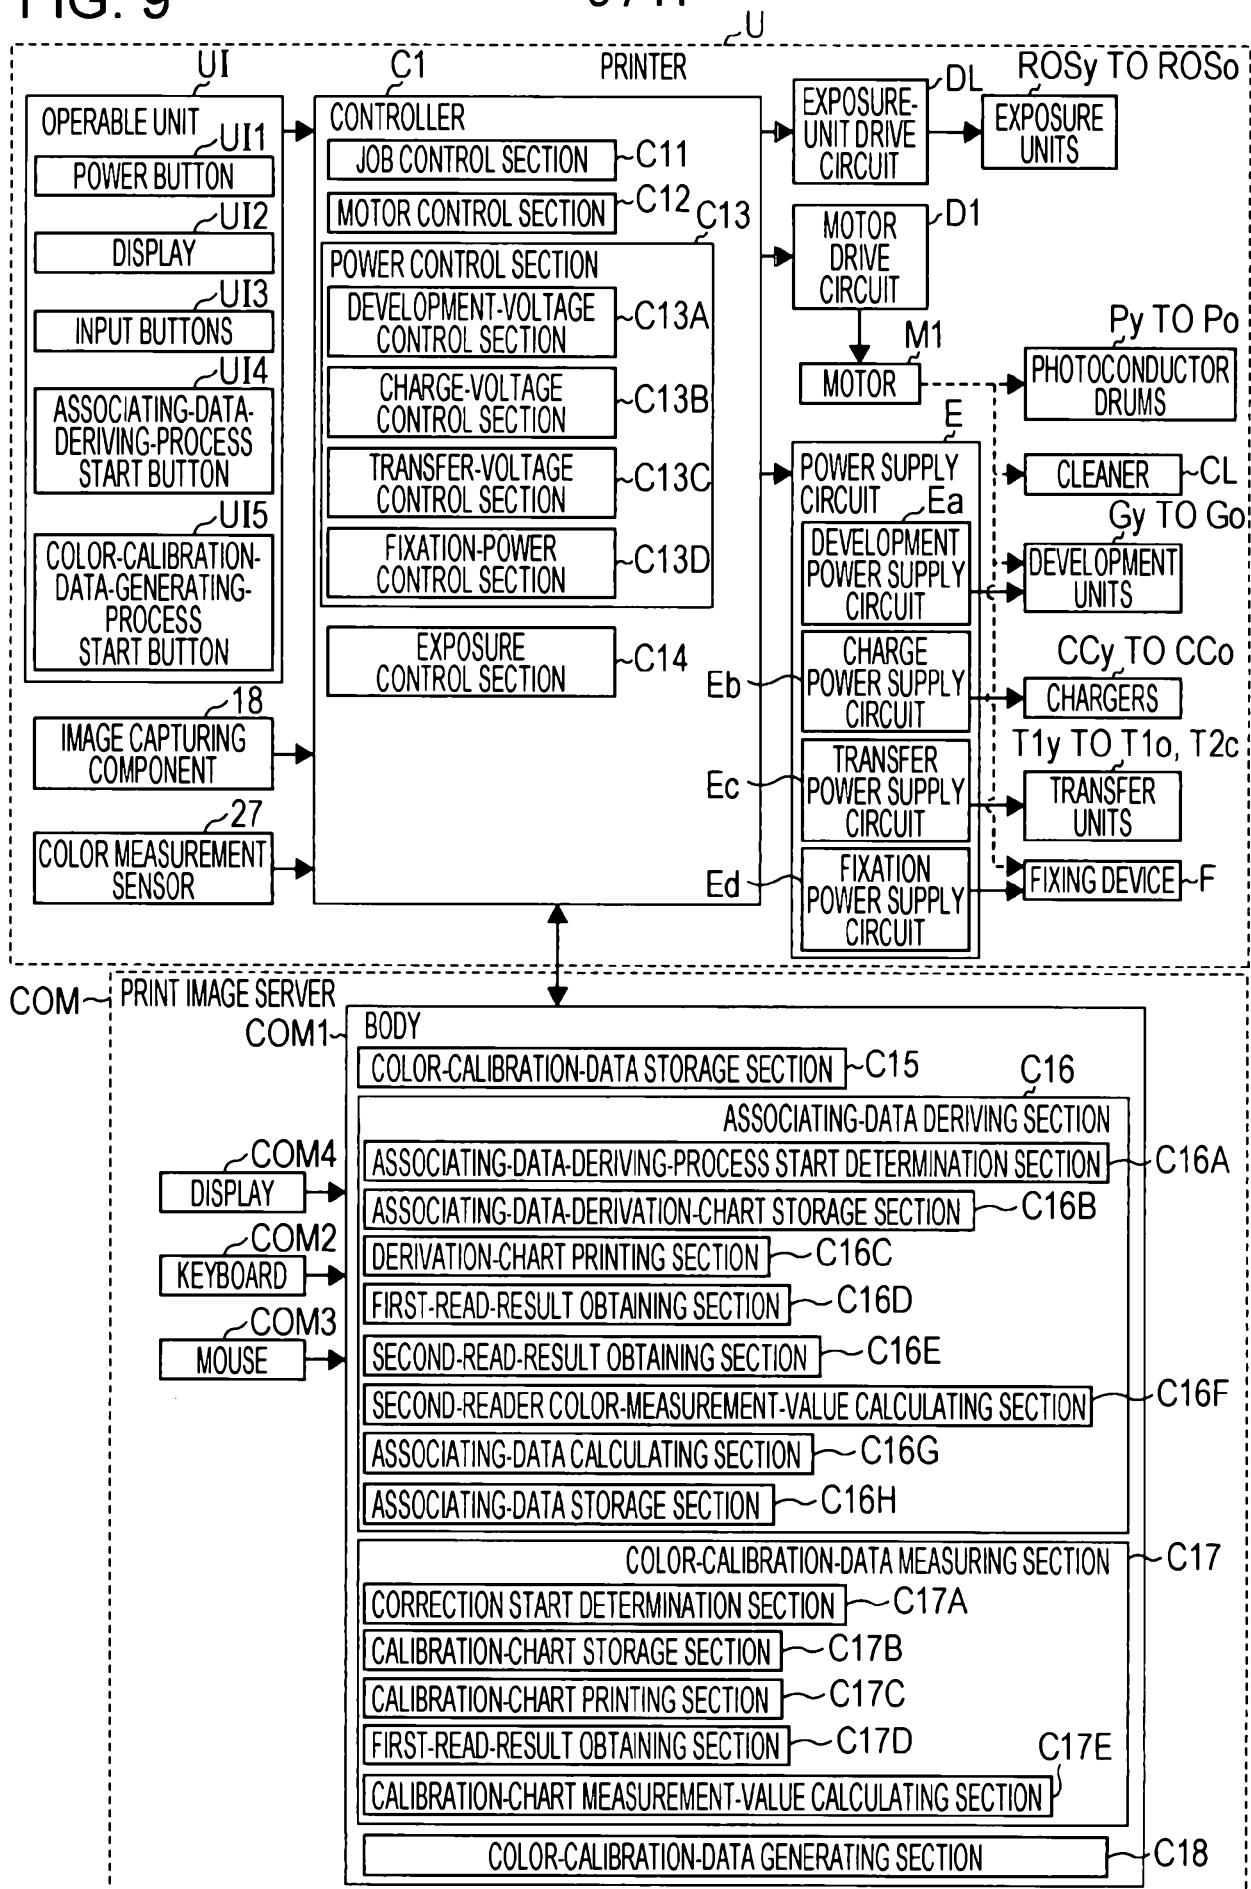 FIG. 9
U
PRINTER
UI
OPERABLE UNIT
UI1
POWER BUTTON
UI2
DISPLAY
UI3
INPUT BUTTONS
UI4
ASSOCIATING-DATA-
DERIVING-PROCESS
START BUTTON
UI5
COLOR-CALIBRATION-
DATA-GENERATING-
PROCESS
START BUTTON
18
IMAGE CAPTURING
COMPONENT
27
COLOR MEASUREMENT
SENSOR
C1
CONTROLLER
JOB CONTROL SECTION
C11
MOTOR CONTROL SECTION
C12
C13
POWER CONTROL SECTION
DEVELOPMENT-VOLTAGE
CONTROL SECTION
C13A
CHARGE-VOLTAGE
CONTROL SECTION
C13B
TRANSFER-VOLTAGE
CONTROL SECTION
C13C
FIXATION-POWER
CONTROL SECTION
C13D
EXPOSURE
CONTROL SECTION
C14
DL
EXPOSURE-
UNIT DRIVE
CIRCUIT
ROSy TO ROSo
EXPOSURE
UNITS
D1
MOTOR
DRIVE
CIRCUIT
M1
MOTOR
Py TO Po
PHOTOCONDUCTOR
DRUMS
E
POWER SUPPLY
CIRCUIT
CLEANER
CL
Ea
DEVELOPMENT
POWER SUPPLY
CIRCUIT
Gy TO Go
DEVELOPMENT
UNITS
Eb
CHARGE
POWER SUPPLY
CIRCUIT
CCy TO CCo
CHARGERS
Ec
TRANSFER
POWER SUPPLY
CIRCUIT
T1y TO T1o, T2c
TRANSFER
UNITS
Ed
FIXATION
POWER SUPPLY
CIRCUIT
FIXING DEVICE
F
COM
PRINT IMAGE SERVER
COM1
BODY
COLOR-CALIBRATION-DATA STORAGE SECTION
C15
C16
ASSOCIATING-DATA DERIVING SECTION
COM4
DISPLAY
COM2
KEYBOARD
COM3
MOUSE
ASSOCIATING-DATA-DERIVING-PROCESS START DETERMINATION SECTION
C16A
ASSOCIATING-DATA-DERIVATION-CHART STORAGE SECTION
C16B
DERIVATION-CHART PRINTING SECTION
C16C
FIRST-READ-RESULT OBTAINING SECTION
C16D
SECOND-READ-RESULT OBTAINING SECTION
C16E
SECOND-READER COLOR-MEASUREMENT-VALUE CALCULATING SECTION
C16F
ASSOCIATING-DATA CALCULATING SECTION
C16G
ASSOCIATING-DATA STORAGE SECTION
C16H
COLOR-CALIBRATION-DATA MEASURING SECTION
C17
CORRECTION START DETERMINATION SECTION
C17A
CALIBRATION-CHART STORAGE SECTION
C17B
CALIBRATION-CHART PRINTING SECTION
C17C
FIRST-READ-RESULT OBTAINING SECTION
C17D
C17E
CALIBRATION-CHART MEASUREMENT-VALUE CALCULATING SECTION
COLOR-CALIBRATION-DATA GENERATING SECTION
C18